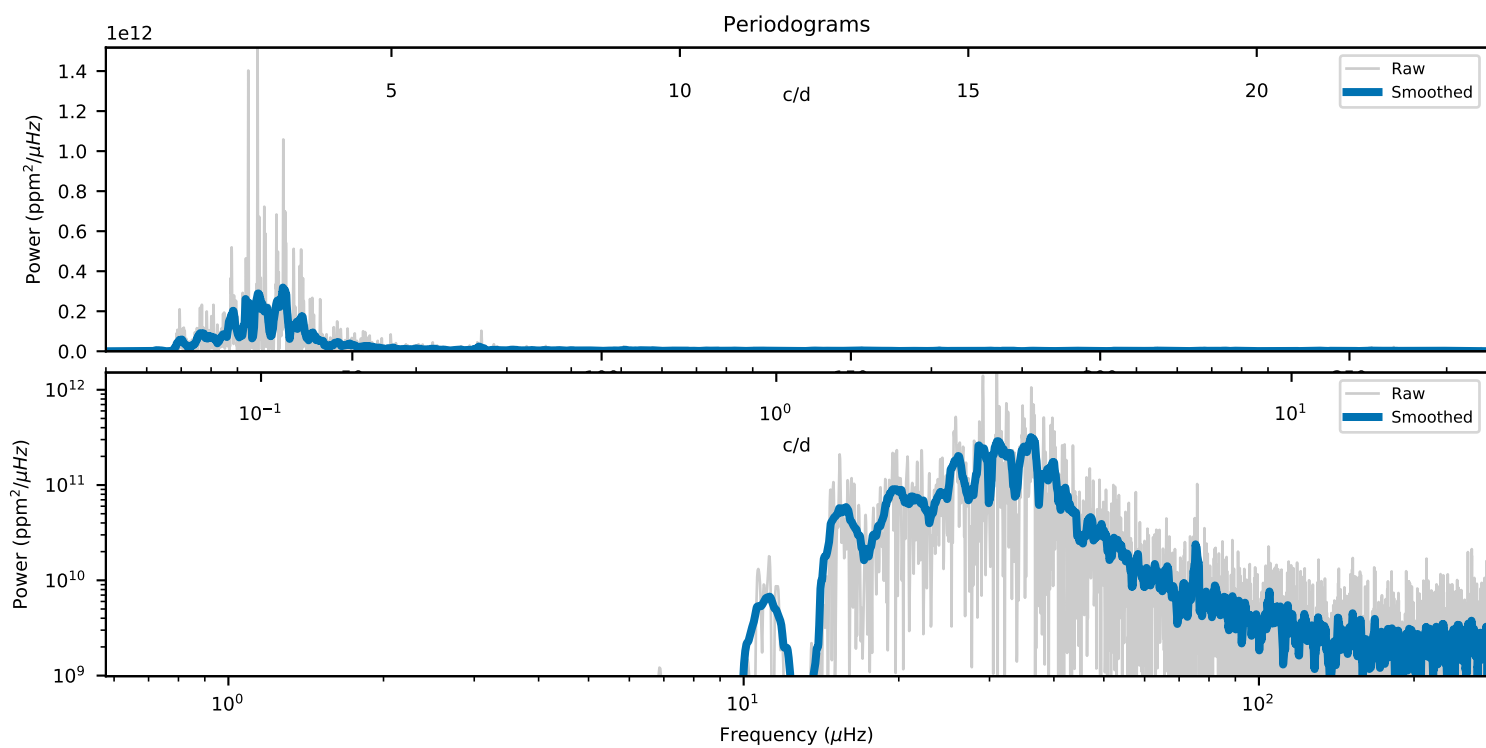 Periodograms
1e12
Raw
Smoothed
5
10
15
20
c/d
1.4
1.2
1.0
0.8
0.6
0.4
0.2
0.0
Power (ppm²/μHz)
10¹²
10¹¹
10¹⁰
10⁹
Power (ppm²/μHz)
10⁻¹
10⁰
10¹
c/d
Raw
Smoothed
10⁰
10¹
10²
Frequency (μHz)